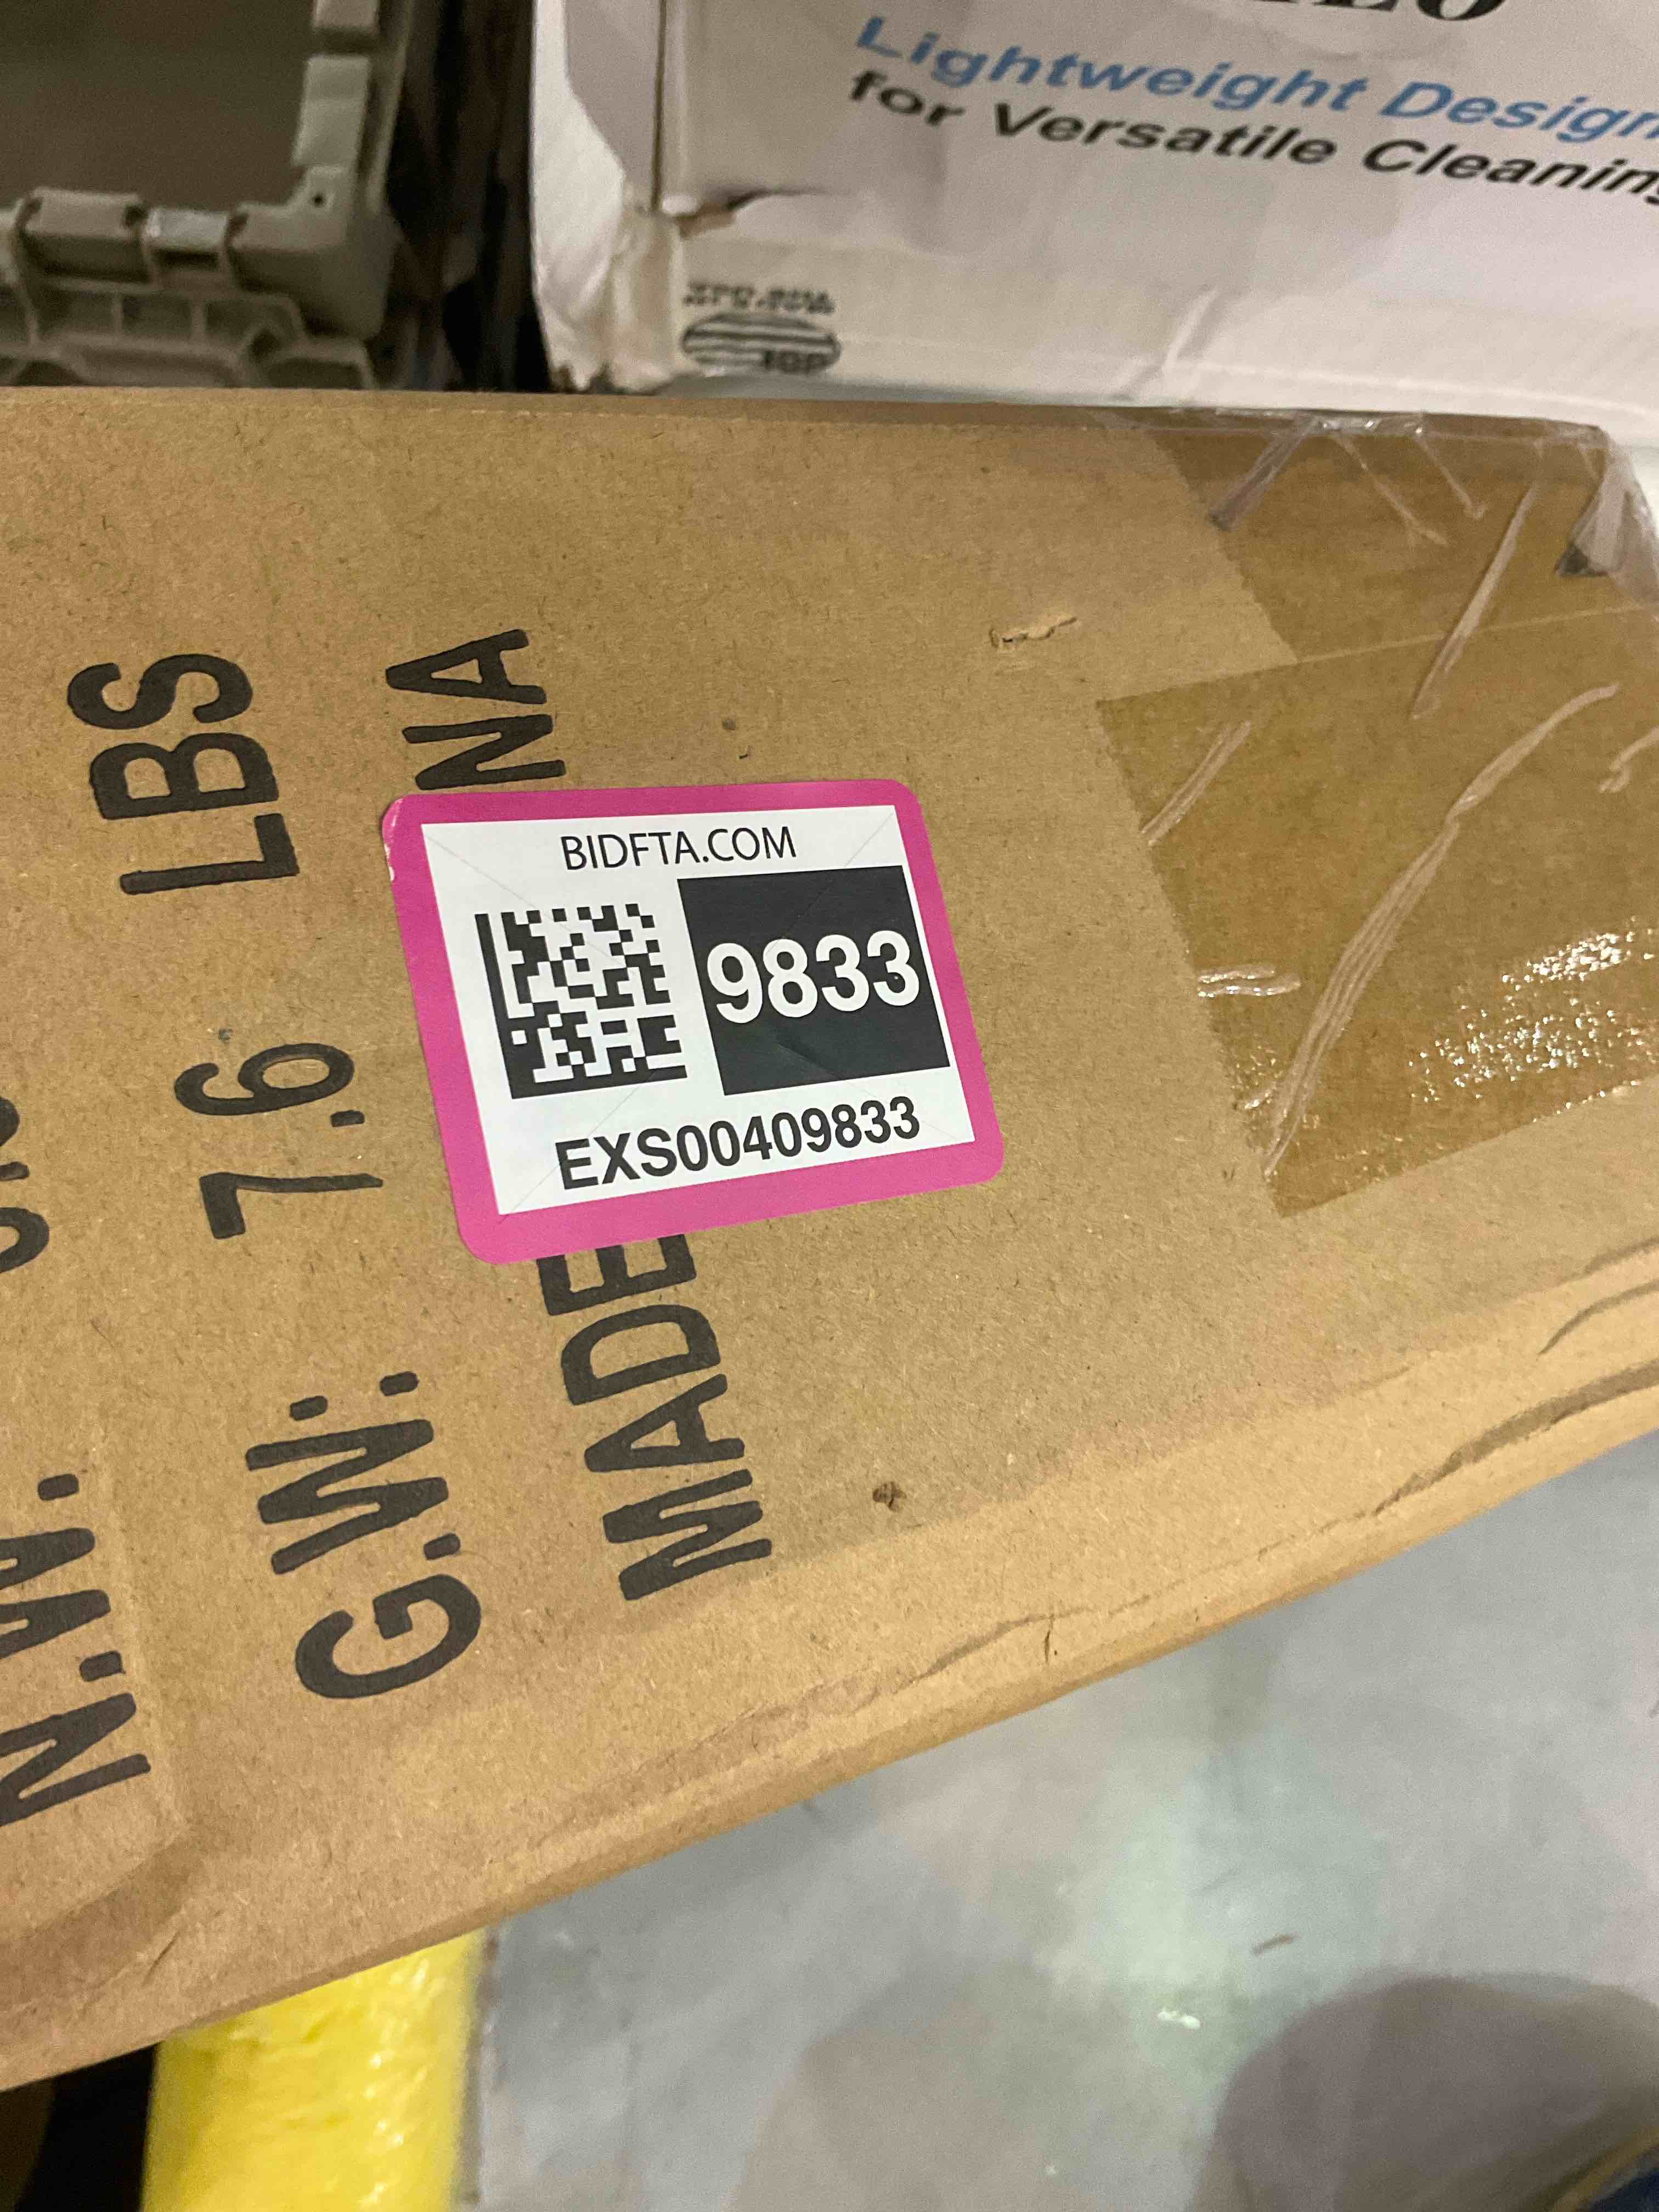 Lightweight Design
for Versatile Cleaning
N.W.:
G.W.: 7.6 LBS
MADE
NA
BIDFTA.COM
9833
EXS00409833